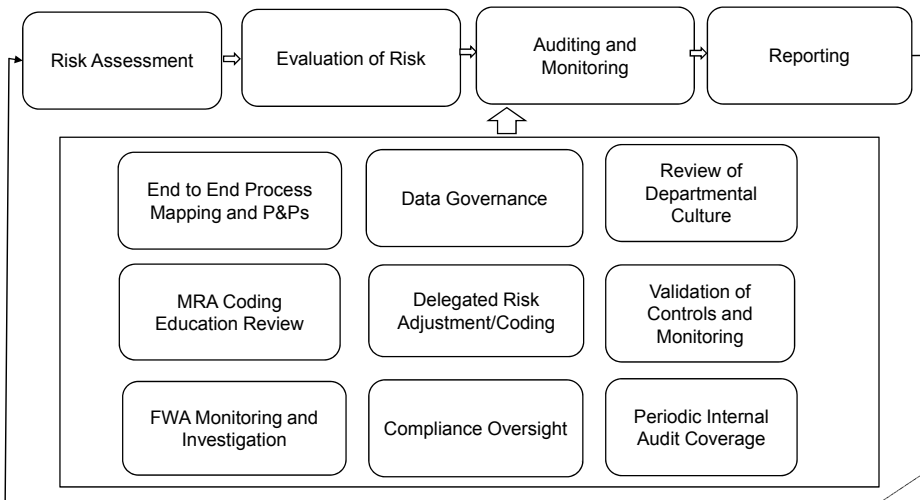 Risk Assessment
Evaluation of Risk
Auditing and
Monitoring
Reporting
End to End Process
Mapping and P&Ps
Data Governance
Review of
Departmental
Culture
MRA Coding
Education Review
Delegated Risk
Adjustment/Coding
Validation of
Controls and
Monitoring
FWA Monitoring and
Investigation
Compliance Oversight
Periodic Internal
Audit Coverage